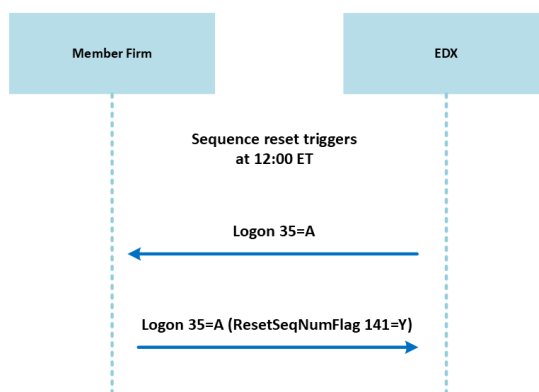 Member Firm
EDX
Sequence reset triggers
at 12:00 ET
Logon 35=A
Logon 35=A (ResetSeqNumFlag 141=Y)